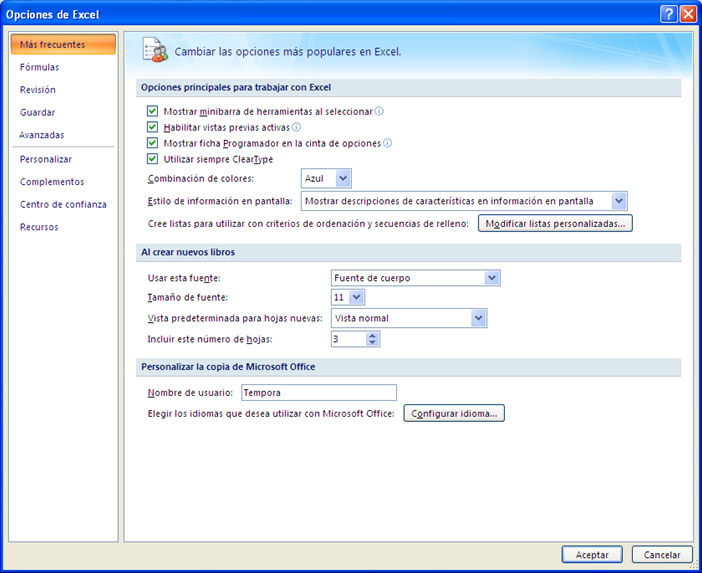 Opciones de Excel
Más frecuentes
Fórmulas
Revisión
Guardar
Avanzadas
Personalizar
Complementos
Centro de confianza
Recursos
Cambiar las opciones más populares en Excel.
Opciones principales para trabajar con Excel
Mostrar minibarra de herramientas al seleccionar
Habilitar vistas previas activas
Mostrar ficha Programador en la cinta de opciones
Utilizar siempre ClearType
Combinación de colores: Azul
Estilo de información en pantalla: Mostrar descripciones de características en información en pantalla
Cree listas para utilizar con criterios de ordenación y secuencias de relleno: Modificar listas personalizadas...
Al crear nuevos libros
Usar esta fuente: Fuente de cuerpo
Tamaño de fuente: 11
Vista predeterminada para hojas nuevas: Vista normal
Incluir este número de hojas: 3
Personalizar la copia de Microsoft Office
Nombre de usuario: Tempora
Elegir los idiomas que desea utilizar con Microsoft Office: Configurar idioma...
Aceptar Cancelar